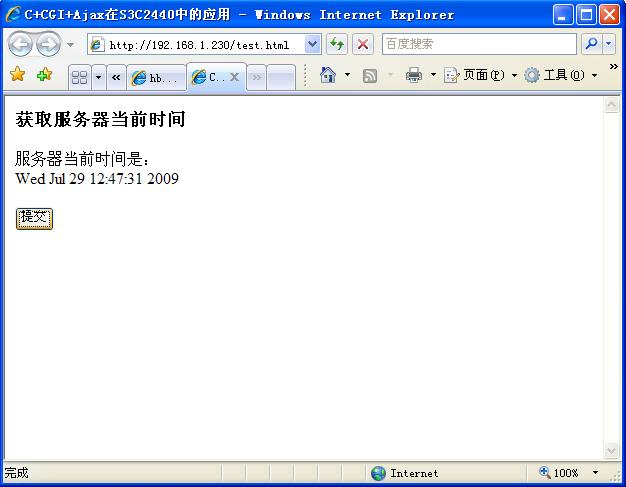 C+CGI+Ajax在S3C2440中的应用 - Windows Internet Explorer
http://192.168.1.230/test.html
百度搜索
hb...
C..
页面(P)
工具(O)
获取服务器当前时间
服务器当前时间是：
Wed Jul 29 12:47:31 2009
提交
完成
Internet
100%